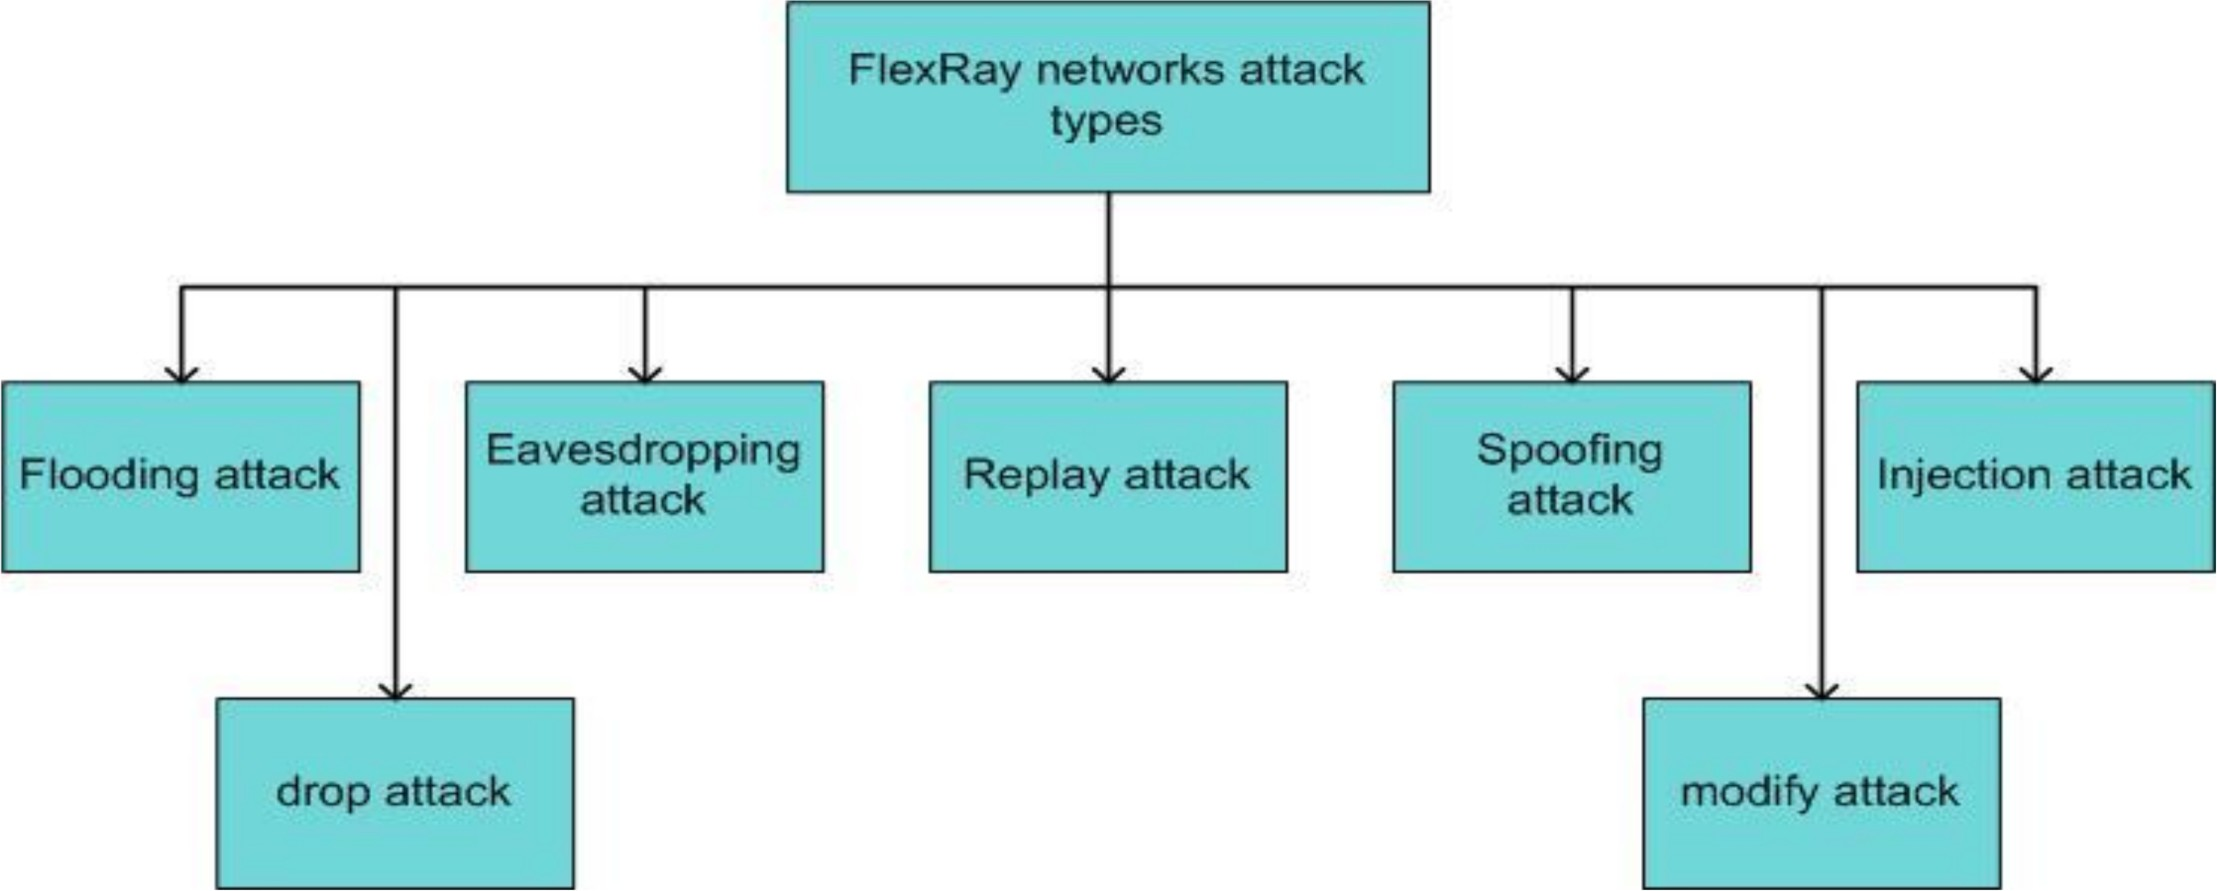 FlexRay networks attack
types
Flooding attack
Eavesdropping
attack
Replay attack
Spoofing
attack
Injection attack
drop attack
modify attack